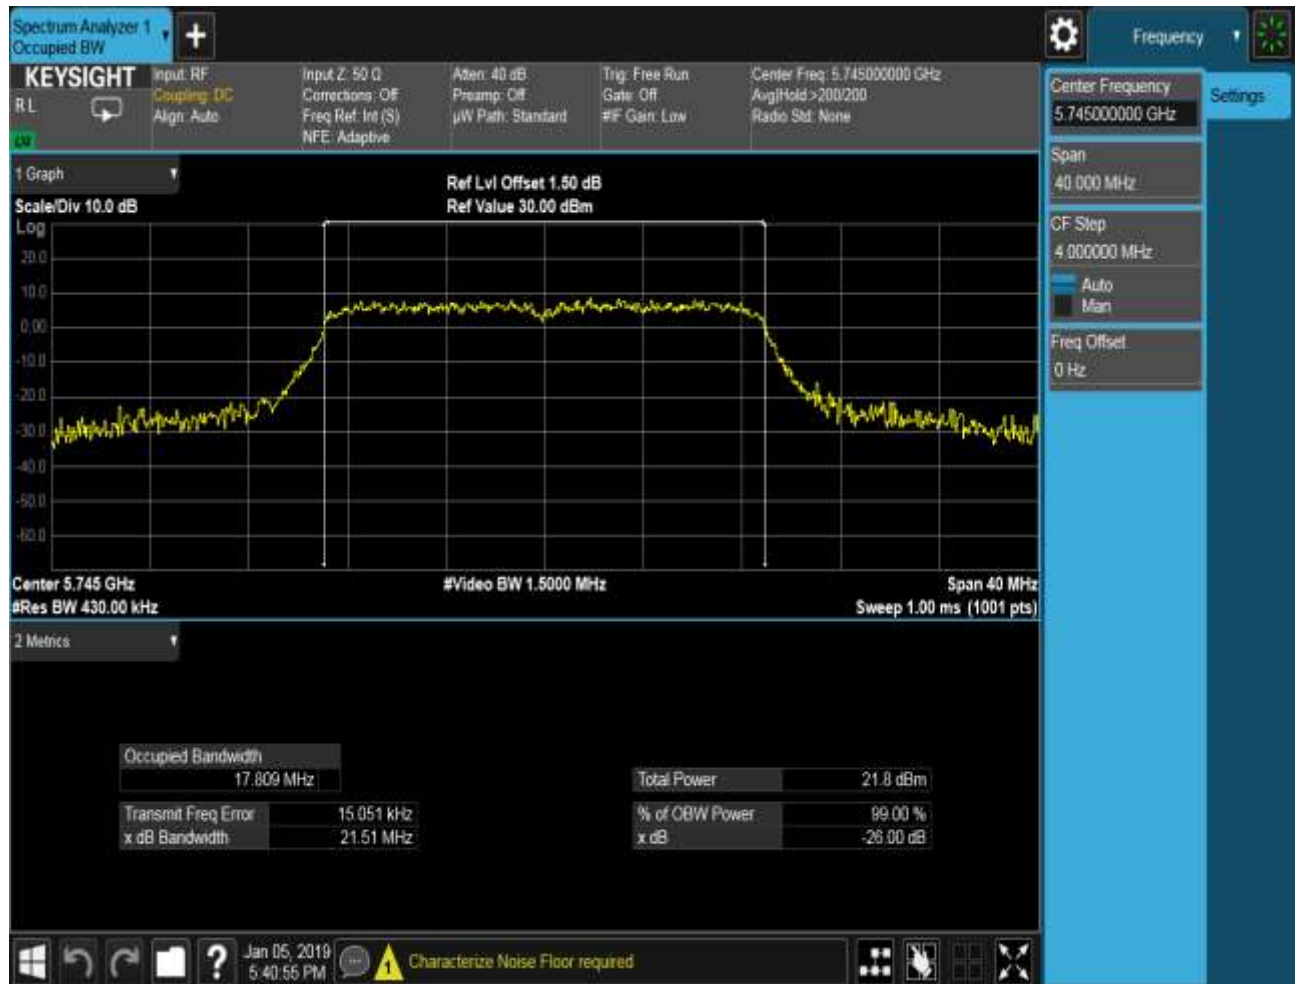 Spectrum Analyzer 1
Occupied BW
Frequency
KEYSIGHT
R L
Input: RF
Coupling: DC
Align: Auto
Input Z: 50 Ω
Corrections: Off
Freq Ref: Int (S)
NFE: Adaptive
Atten: 40 dB
Preamp: Off
µW Path: Standard
Trig: Free Run
Gate: Off
#IF Gain: Low
Center Freq: 5.745000000 GHz
Avg|Hold:>200/200
Radio Std: None
Center Frequency
5.745000000 GHz
Settings
Span
40.000 MHz
CF Step
4.000000 MHz
Auto
Man
Freq Offset
0 Hz
1 Graph
Scale/Div 10.0 dB
Ref Lvl Offset 1.50 dB
Ref Value 30.00 dBm
Log
20.0
10.0
0.00
-10.0
-20.0
-30.0
-40.0
-50.0
-60.0
Center 5.745 GHz
#Video BW 1.5000 MHz
Span 40 MHz
#Res BW 430.00 kHz
Sweep 1.00 ms (1001 pts)
2 Metrics
Occupied Bandwidth
17.809 MHz
Total Power 21.8 dBm
Transmit Freq Error 15.051 kHz
% of OBW Power 99.00 %
x dB Bandwidth 21.51 MHz
x dB -26.00 dB
Jan 05, 2019
5:40:55 PM
1
Characterize Noise Floor required